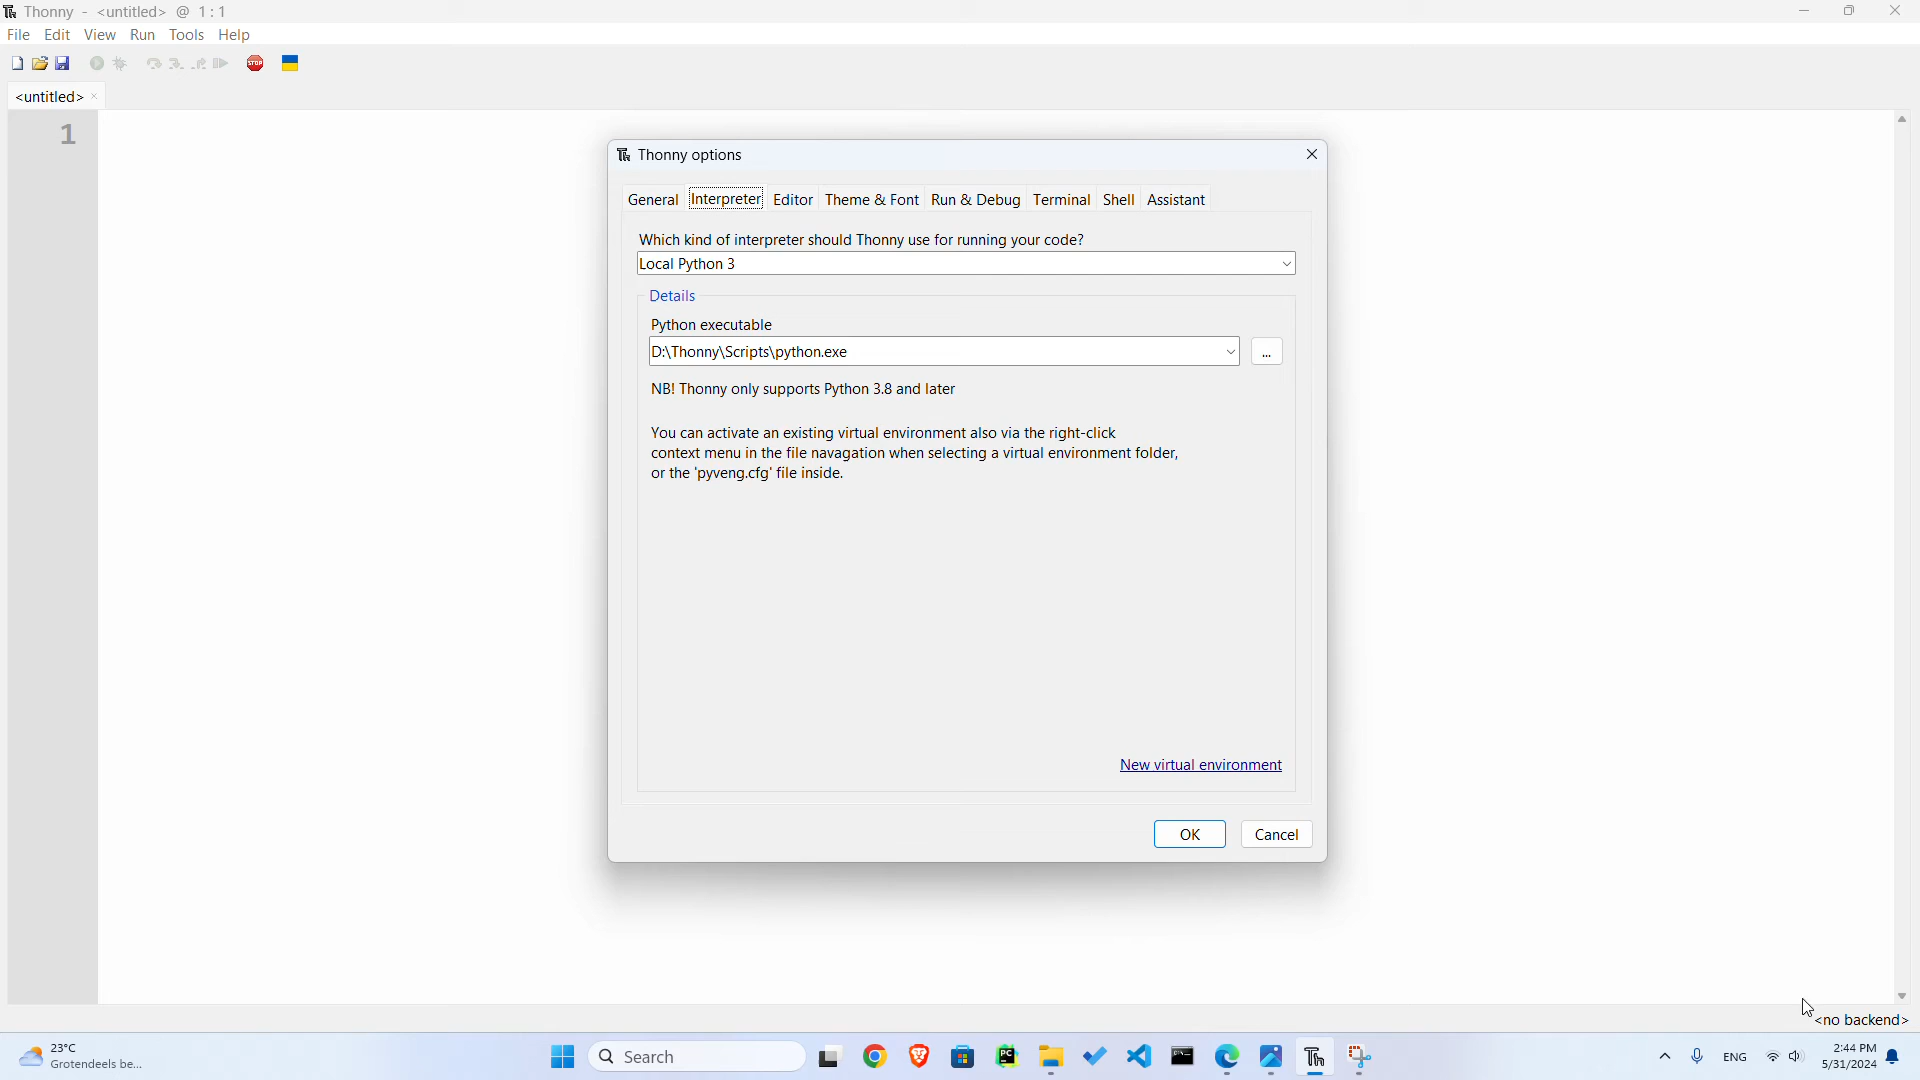 Thonny - <untitled> @ 1 : 1
File Edit View Run Tools Help
STOP
<untitled> ×
1
Thonny options
General Interpreter Editor Theme & Font Run & Debug Terminal Shell Assistant
Which kind of interpreter should Thonny use for running your code?
Local Python 3
Details
Python executable
D:\Thonny\Scripts\python.exe
...
NB! Thonny only supports Python 3.8 and later
You can activate an existing virtual environment also via the right-click
context menu in the file navagation when selecting a virtual environment folder,
or the 'pyveng.cfg' file inside.
New virtual environment
OK Cancel
<no backend>
23°C
Grotendeels be...
Search
PC
Th
ENG
2:44 PM
5/31/2024